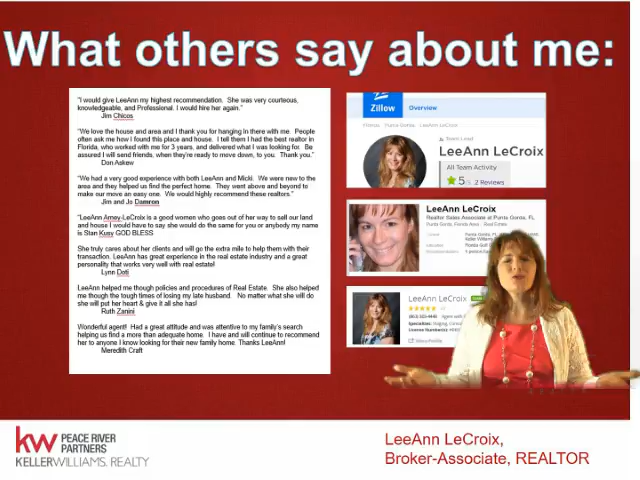 What others say about me:
"I would give LeeAnn my highest recommendation. She was very courteous,
knowledgeable, and Professional. I would hire her again."
Jim Chicos
"We love the house and area and I thank you for hanging in there with me. People
often ask me how I found this place and house. I tell them I had the best realtor in
Florida, who worked with me for 3 years, and delivered what I was looking for. Be
assured I will send friends, when they're ready to move down, to you. Thank you."
Don Askew
"We had a very good experience with both LeeAnn and Micki. We were new to the
area and they helped us find the perfect home. They went above and beyond to
make our move an easy one. We would highly recommend these realtors."
Jim and Jo Damron
"LeeAnn Amey-LeCroix is a good women who goes out of her way to sell our land
and house I would have to say she would do the same for you or anybody my name
is Stan Kusy GOD BLESS
She truly cares about her clients and will go the extra mile to help them with their
transaction. LeeAnn has great experience in the real estate industry and a great
personality that works very well with real estate!
Lynn Doti
LeeAnn helped me though policies and procedures of Real Estate. She also helped
me though the tough times of losing my late husband. No matter what she will do
she will put her heart & give it all she has!
Ruth Zanini
Wonderful agent! Had a great attitude and was attentive to my family's search
helping us find a more than adequate home. I have and will continue to recommend
her to anyone I know looking for their new family home. Thanks LeeAnn!
Meredith Craft
Zillow
Overview
Punta Gorda LeeAnn LeCroix
Team Lead
LeeAnn LeCroix
All Team Activity
5 2 Reviews
LeeAnn LeCroix
Realtor Sales Associate at Punta Gorda, FL
Punta Gorda, Florida Area Real Estate
LeeAnn LeCroix
Specialties: Staging,
License Number(s):
kw PEACE RIVER
PARTNERS
KELLERWILLIAMS. REALTY
LeeAnn LeCroix,
Broker-Associate, REALTOR